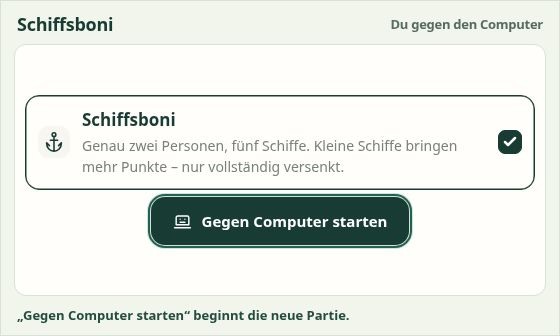 Schiffsboni
Du gegen den Computer
Schiffsboni
Genau zwei Personen, fünf Schiffe. Kleine Schiffe bringen
mehr Punkte – nur vollständig versenkt.
Gegen Computer starten
„Gegen Computer starten“ beginnt die neue Partie.